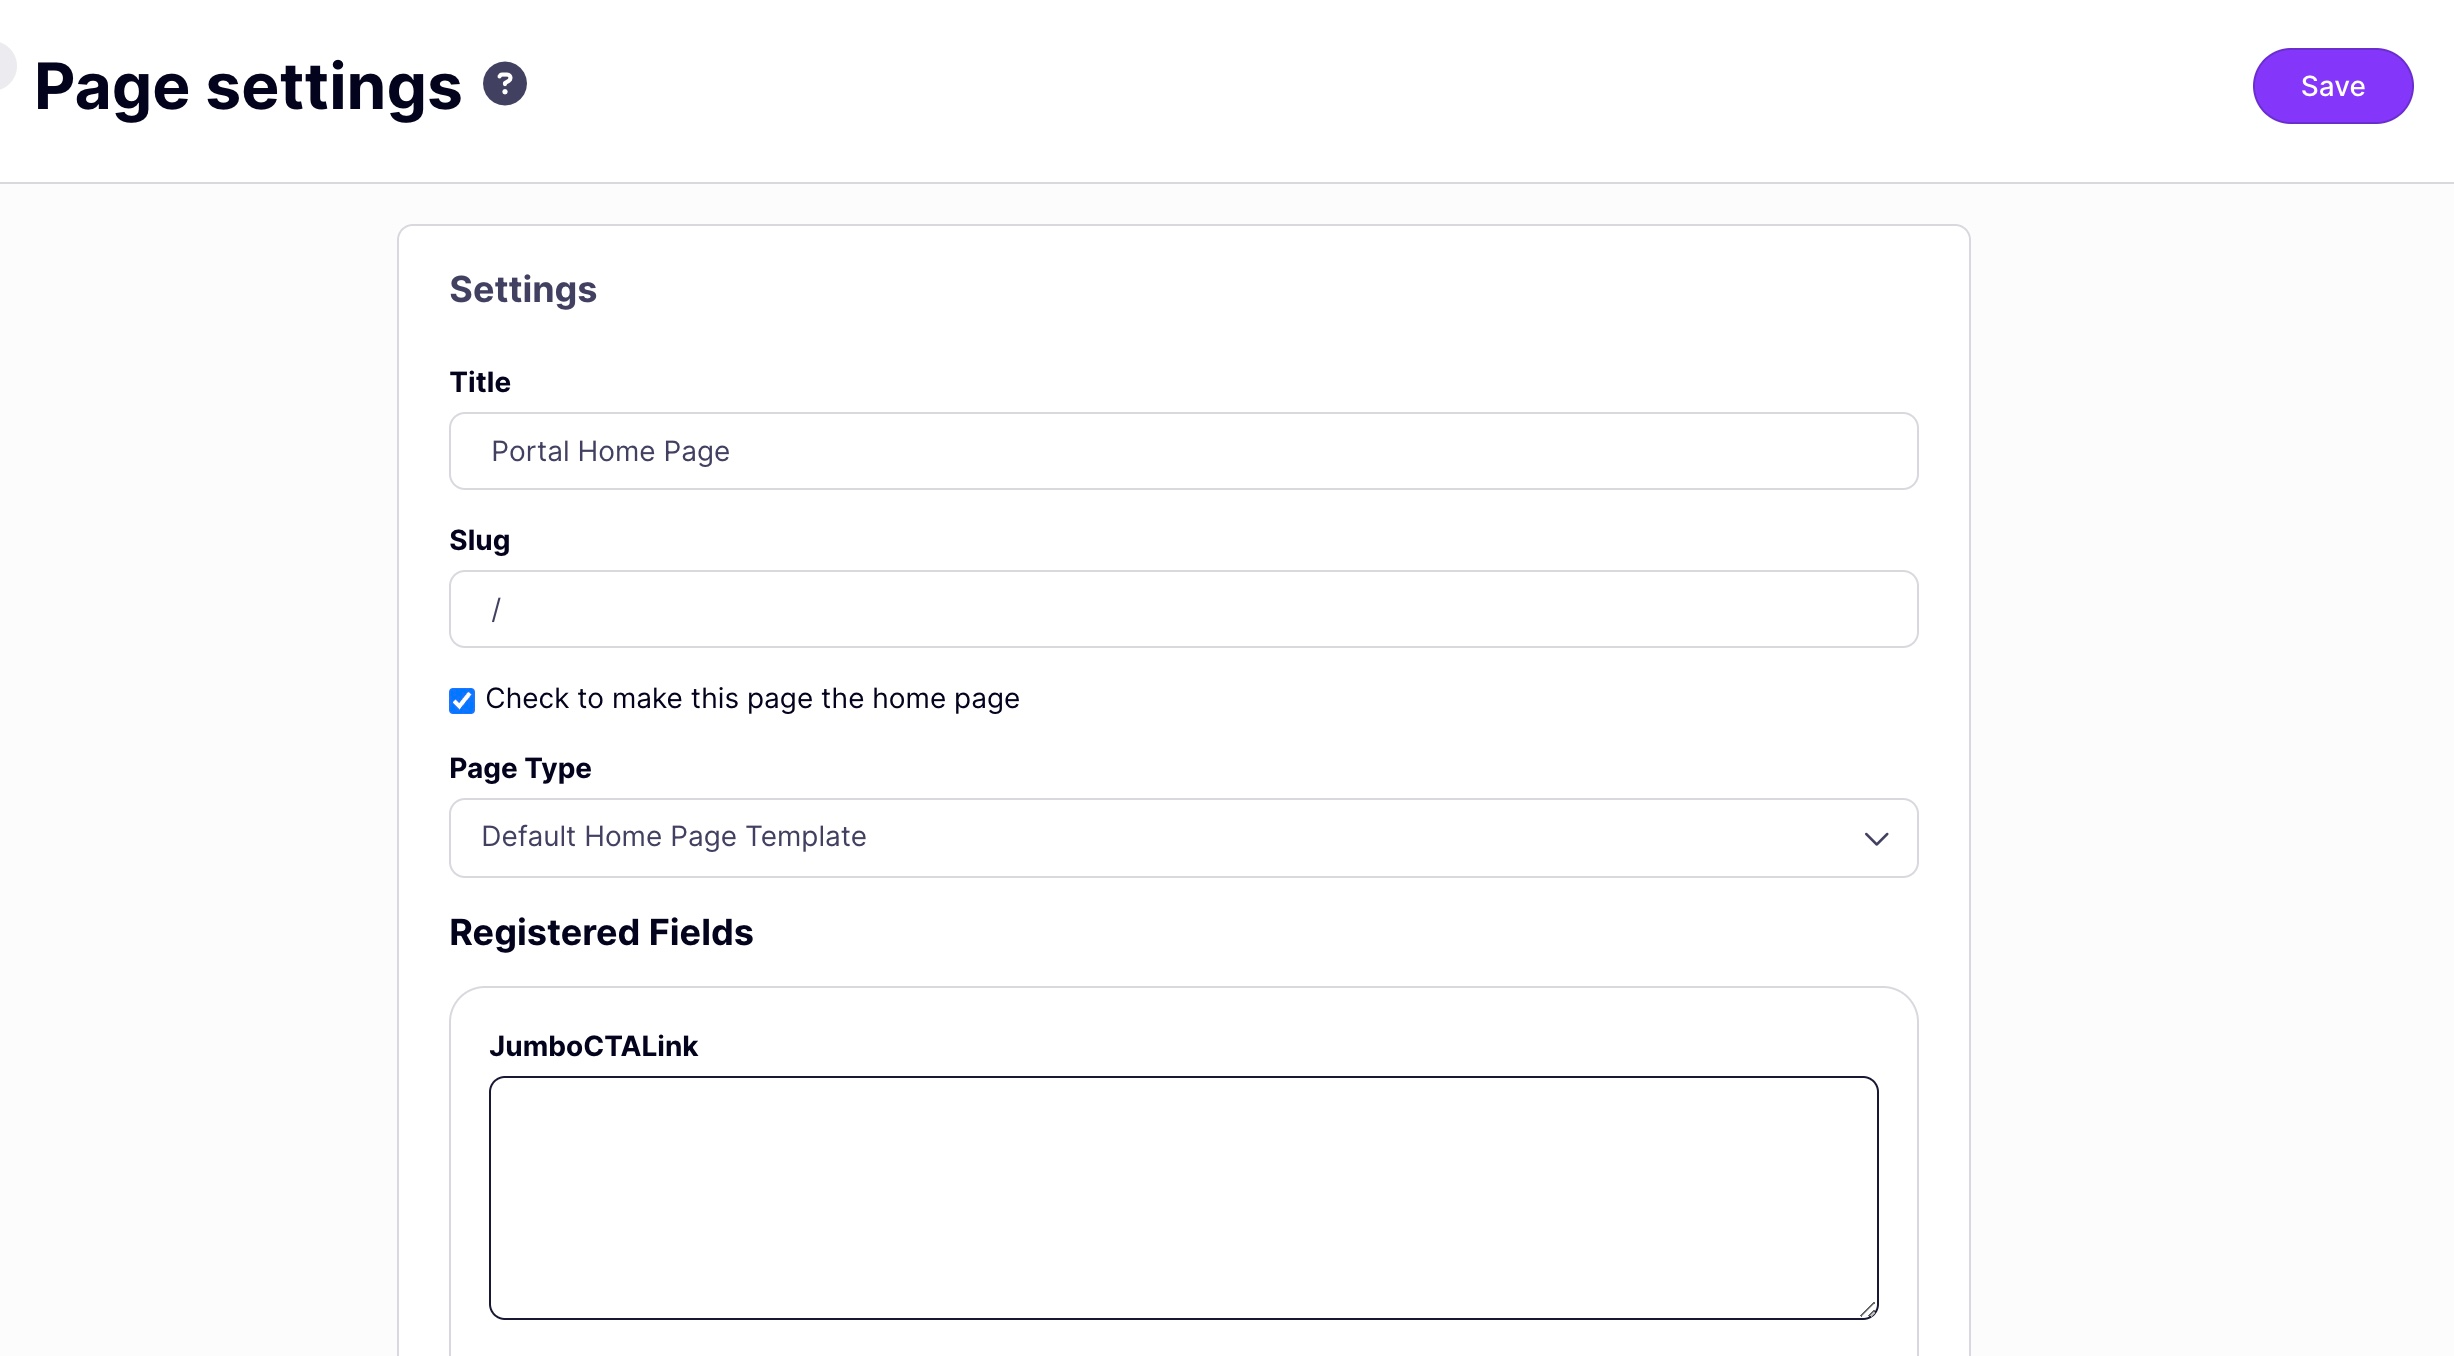 Page settings ?
Save
Settings
Title
Portal Home Page
Slug
/
Check to make this page the home page
Page Type
Default Home Page Template
Registered Fields
JumboCTALink